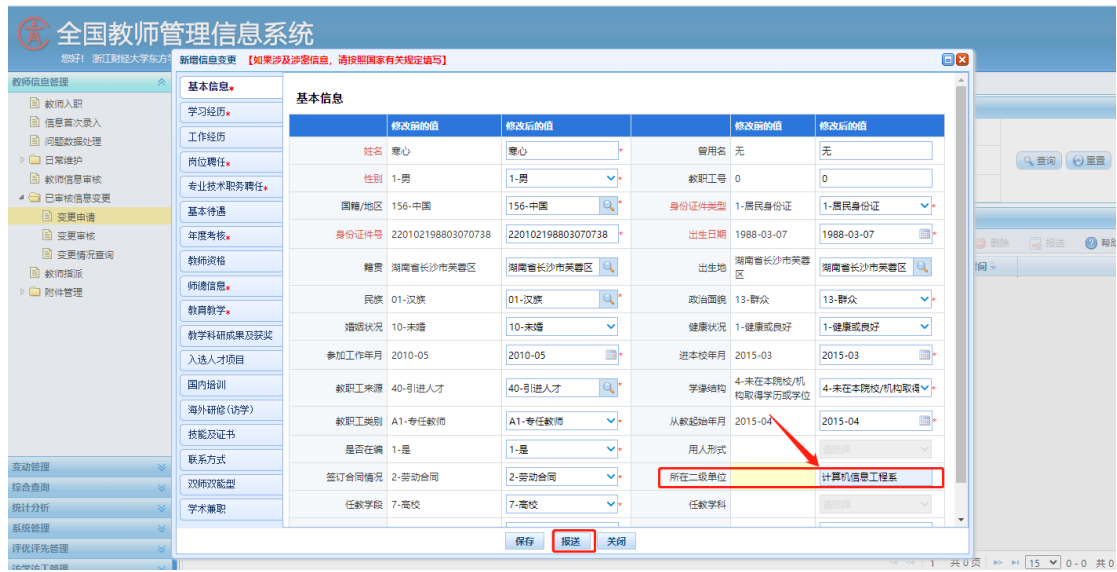 全国教师管理信息系统
您好! 浙江财经大学东方学
新增信息变更 【如果涉及涉密信息，请按照国家有关规定填写】
教师信息管理
教师入职
信息首次录入
问题数据处理
日常维护
教师信息审核
已审核信息变更
变更申请
变更审核
变更情况查询
教师指派
附件管理
变动管理
综合查询
统计分析
系统管理
评优评先管理
访学访工管理
基本信息*
学习经历*
工作经历
岗位聘任*
专业技术职务聘任*
基本待遇
年度考核*
教师资格
师德信息*
教育教学*
教学科研成果及获奖
入选人才项目
国内培训
海外研修(访学)
技能及证书
联系方式
双师双能型
学术兼职
基本信息
修改前的值 修改后的值 修改前的值 修改后的值
姓名 寒心 寒心 * 曾用名 无 无
性别 1-男 1-男 * 教职工号 0 0
国籍/地区 156-中国 156-中国 * 身份证件类型 1-居民身份证 1-居民身份证 *
身份证件号 220102198803070738 220102198803070738 * 出生日期 1988-03-07 1988-03-07 *
籍贯 湖南省长沙市芙蓉区 湖南省长沙市芙蓉区 出生地 湖南省长沙市芙蓉
区 湖南省长沙市芙蓉区
民族 01-汉族 01-汉族 * 政治面貌 13-群众 13-群众 *
婚姻状况 10-未婚 10-未婚 健康状况 1-健康或良好 1-健康或良好
参加工作年月 2010-05 2010-05 * 进本校年月 2015-03 2015-03 *
教职工来源 40-引进人才 40-引进人才 * 学缘结构 4-未在本院校/机
构取得学历或学位 4-未在本院校/机构取得 *
教职工类别 A1-专任教师 A1-专任教师 * 从教起始年月 2015-04 2015-04 *
是否在编 1-是 1-是 * 用人形式 请选择
签订合同情况 2-劳动合同 2-劳动合同 * 所在二级单位 计算机信息工程系
任教学段 7-高校 7-高校 * 任教学科 请选择
保存 报送 关闭
查询 重置
删除 报送 帮助
间
1 共0页 15 0 - 0 共0